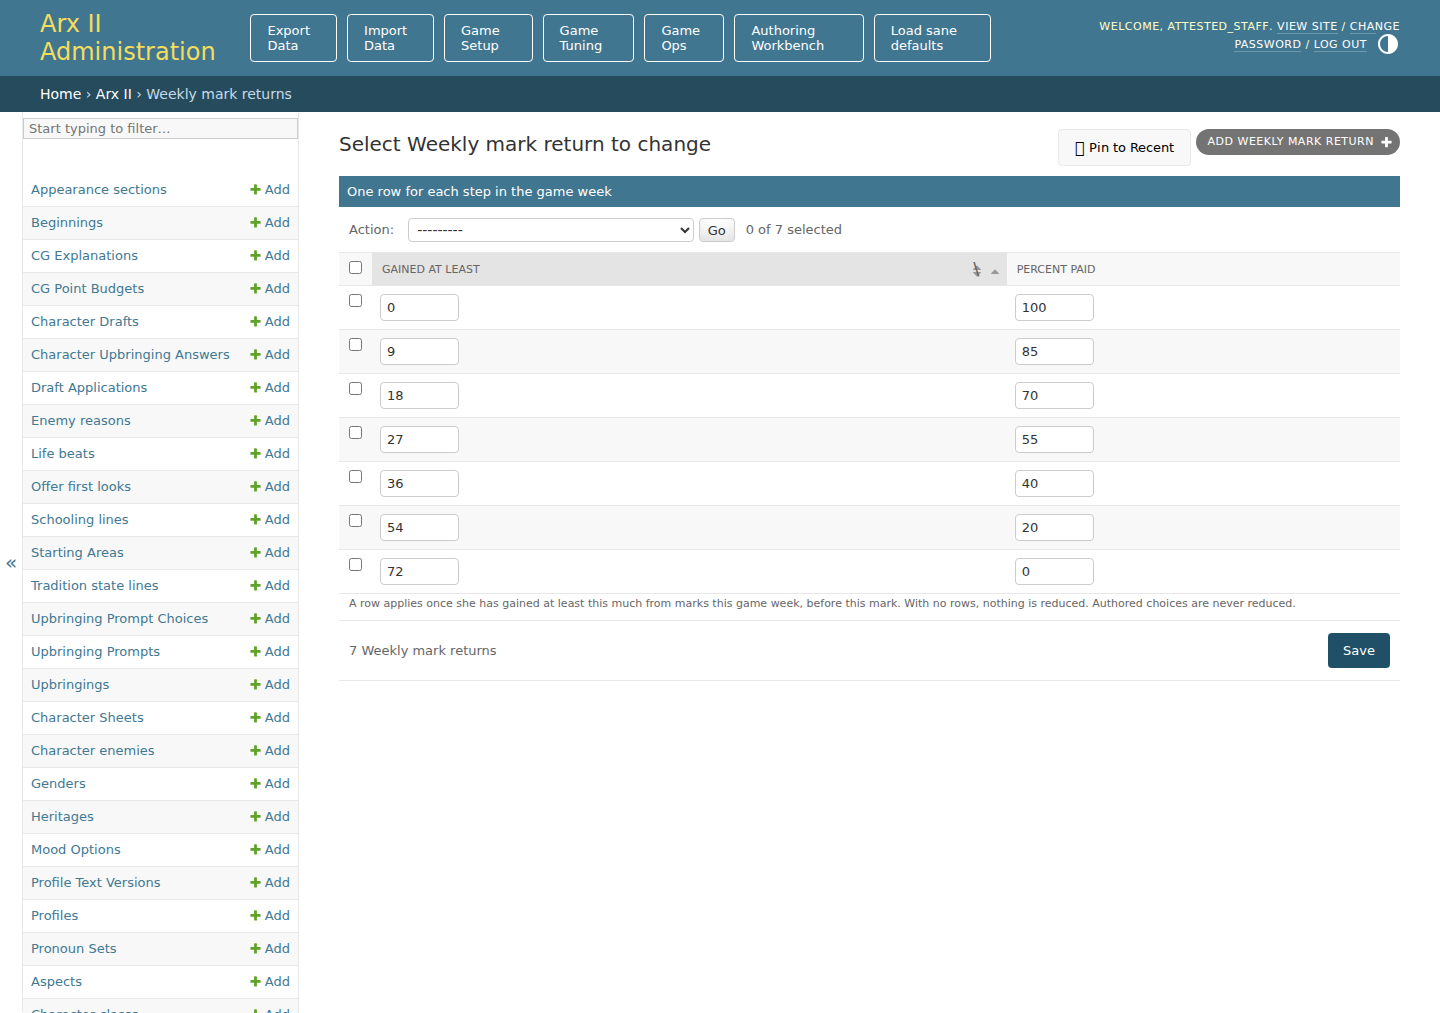 Arx II
Administration
Export
Data
Import
Data
Game
Setup
Game
Tuning
Game
Ops
Authoring
Workbench
Load sane
defaults
WELCOME, ATTESTED_STAFF. VIEW SITE / CHANGE
PASSWORD / LOG OUT
Home › Arx II › Weekly mark returns
Start typing to filter…
Appearance sections Add
Beginnings Add
CG Explanations Add
CG Point Budgets Add
Character Drafts Add
Character Upbringing Answers Add
Draft Applications Add
Enemy reasons Add
Life beats Add
Offer first looks Add
Schooling lines Add
Starting Areas Add
Tradition state lines Add
Upbringing Prompt Choices Add
Upbringing Prompts Add
Upbringings Add
Character Sheets Add
Character enemies Add
Genders Add
Heritages Add
Mood Options Add
Profile Text Versions Add
Profiles Add
Pronoun Sets Add
Aspects Add
Character classes Add
«
Select Weekly mark return to change
Pin to Recent
ADD WEEKLY MARK RETURN
One row for each step in the game week
Action: --------- Go 0 of 7 selected
GAINED AT LEAST 1 PERCENT PAID
0 100
9 85
18 70
27 55
36 40
54 20
72 0
A row applies once she has gained at least this much from marks this game week, before this mark. With no rows, nothing is reduced. Authored choices are never reduced.
7 Weekly mark returns
Save